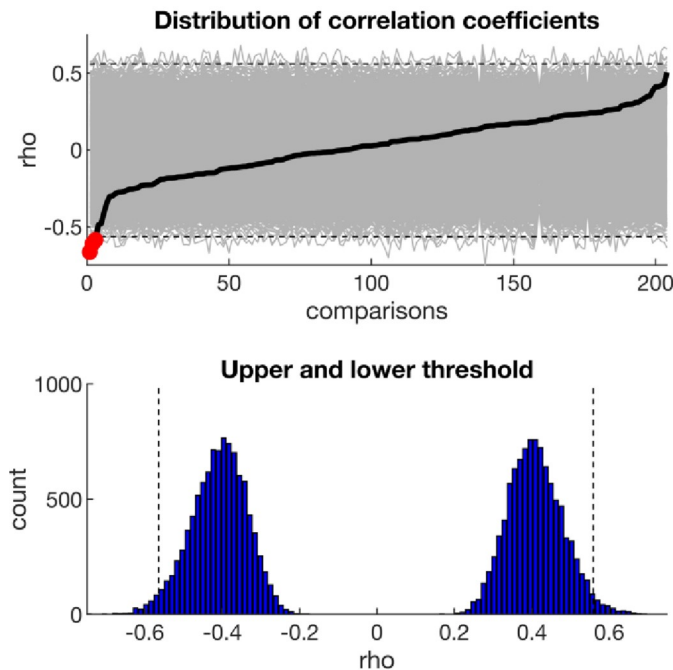 Distribution of correlation coefficients
0.5
0
-0.5
rho
0 50 100 150 200
comparisons
Upper and lower threshold
1000
500
0
count
-0.6 -0.4 -0.2 0 0.2 0.4 0.6
rho